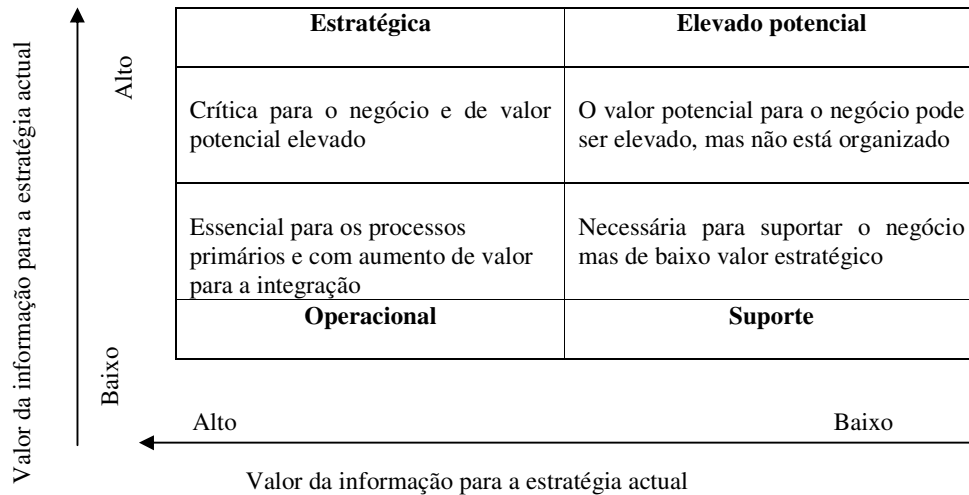 Valor da informação para a estratégia actual
Alto
Baixo
Estratégica
Elevado potencial
Crítica para o negócio e de valor
potencial elevado
O valor potencial para o negócio pode
ser elevado, mas não está organizado
Essencial para os processos
primários e com aumento de valor
para a integração
Necessária para suportar o negócio
mas de baixo valor estratégico
Operacional
Suporte
Alto
Baixo
Valor da informação para a estratégia actual